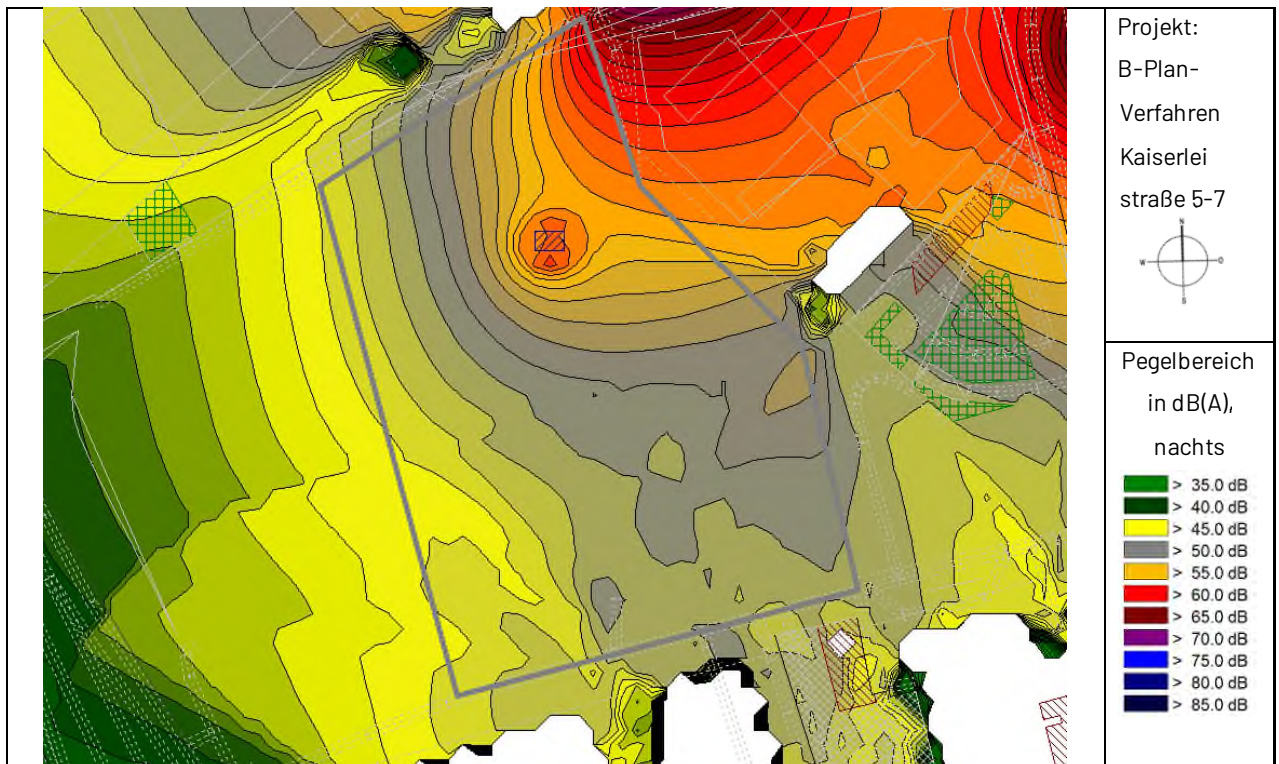 Projekt:
B-Plan-
Verfahren
Kaiserlei
straße 5-7
N
W
O
S
Pegelbereich
in dB(A),
nachts
> 35.0 dB
> 40.0 dB
> 45.0 dB
> 50.0 dB
> 55.0 dB
> 60.0 dB
> 65.0 dB
> 70.0 dB
> 75.0 dB
> 80.0 dB
> 85.0 dB